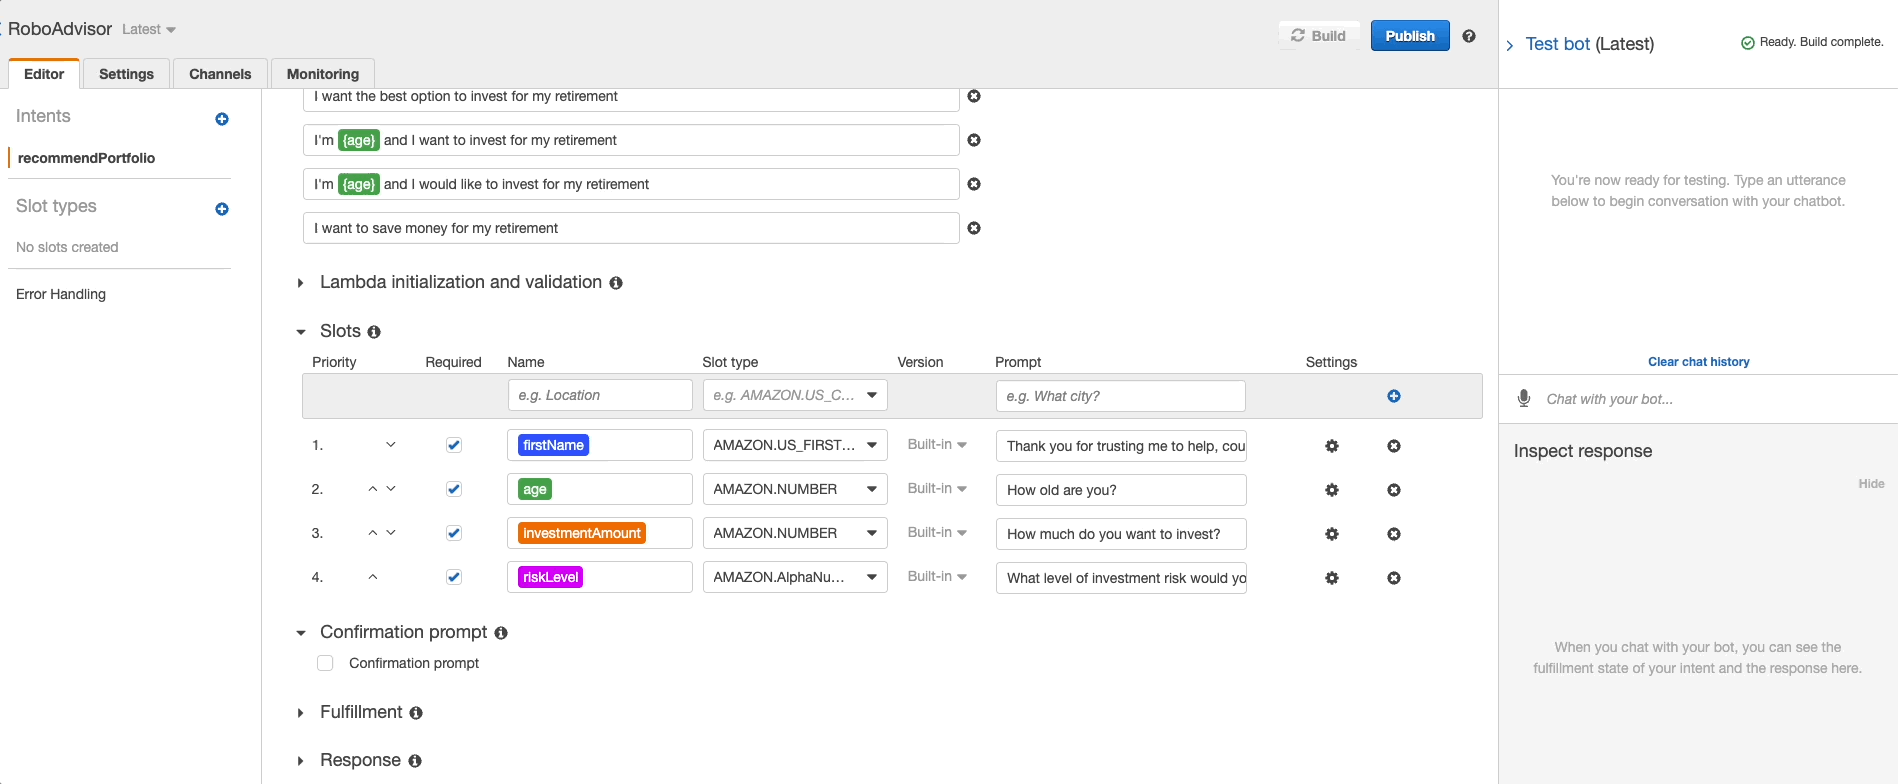 RoboAdvisor Latest
Build
Publish
Editor
Settings
Channels
Monitoring
Intents
recommendPortfolio
Slot types
No slots created
Error Handling
I want the best option to invest for my retirement
I'm {age} and I want to invest for my retirement
I'm {age} and I would like to invest for my retirement
I want to save money for my retirement
Lambda initialization and validation
Slots
Priority Required Name Slot type Version Prompt Settings
e.g. Location e.g. AMAZON.US_C... e.g. What city?
1. firstName AMAZON.US_FIRST... Built-in Thank you for trusting me to help, cou
2. age AMAZON.NUMBER Built-in How old are you?
3. investmentAmount AMAZON.NUMBER Built-in How much do you want to invest?
4. riskLevel AMAZON.AlphaNu... Built-in What level of investment risk would yo
Confirmation prompt
Confirmation prompt
Fulfillment
Response
Test bot (Latest)
Ready. Build complete.
You're now ready for testing. Type an utterance
below to begin conversation with your chatbot.
Clear chat history
Chat with your bot...
Inspect response
Hide
When you chat with your bot, you can see the
fulfillment state of your intent and the response here.